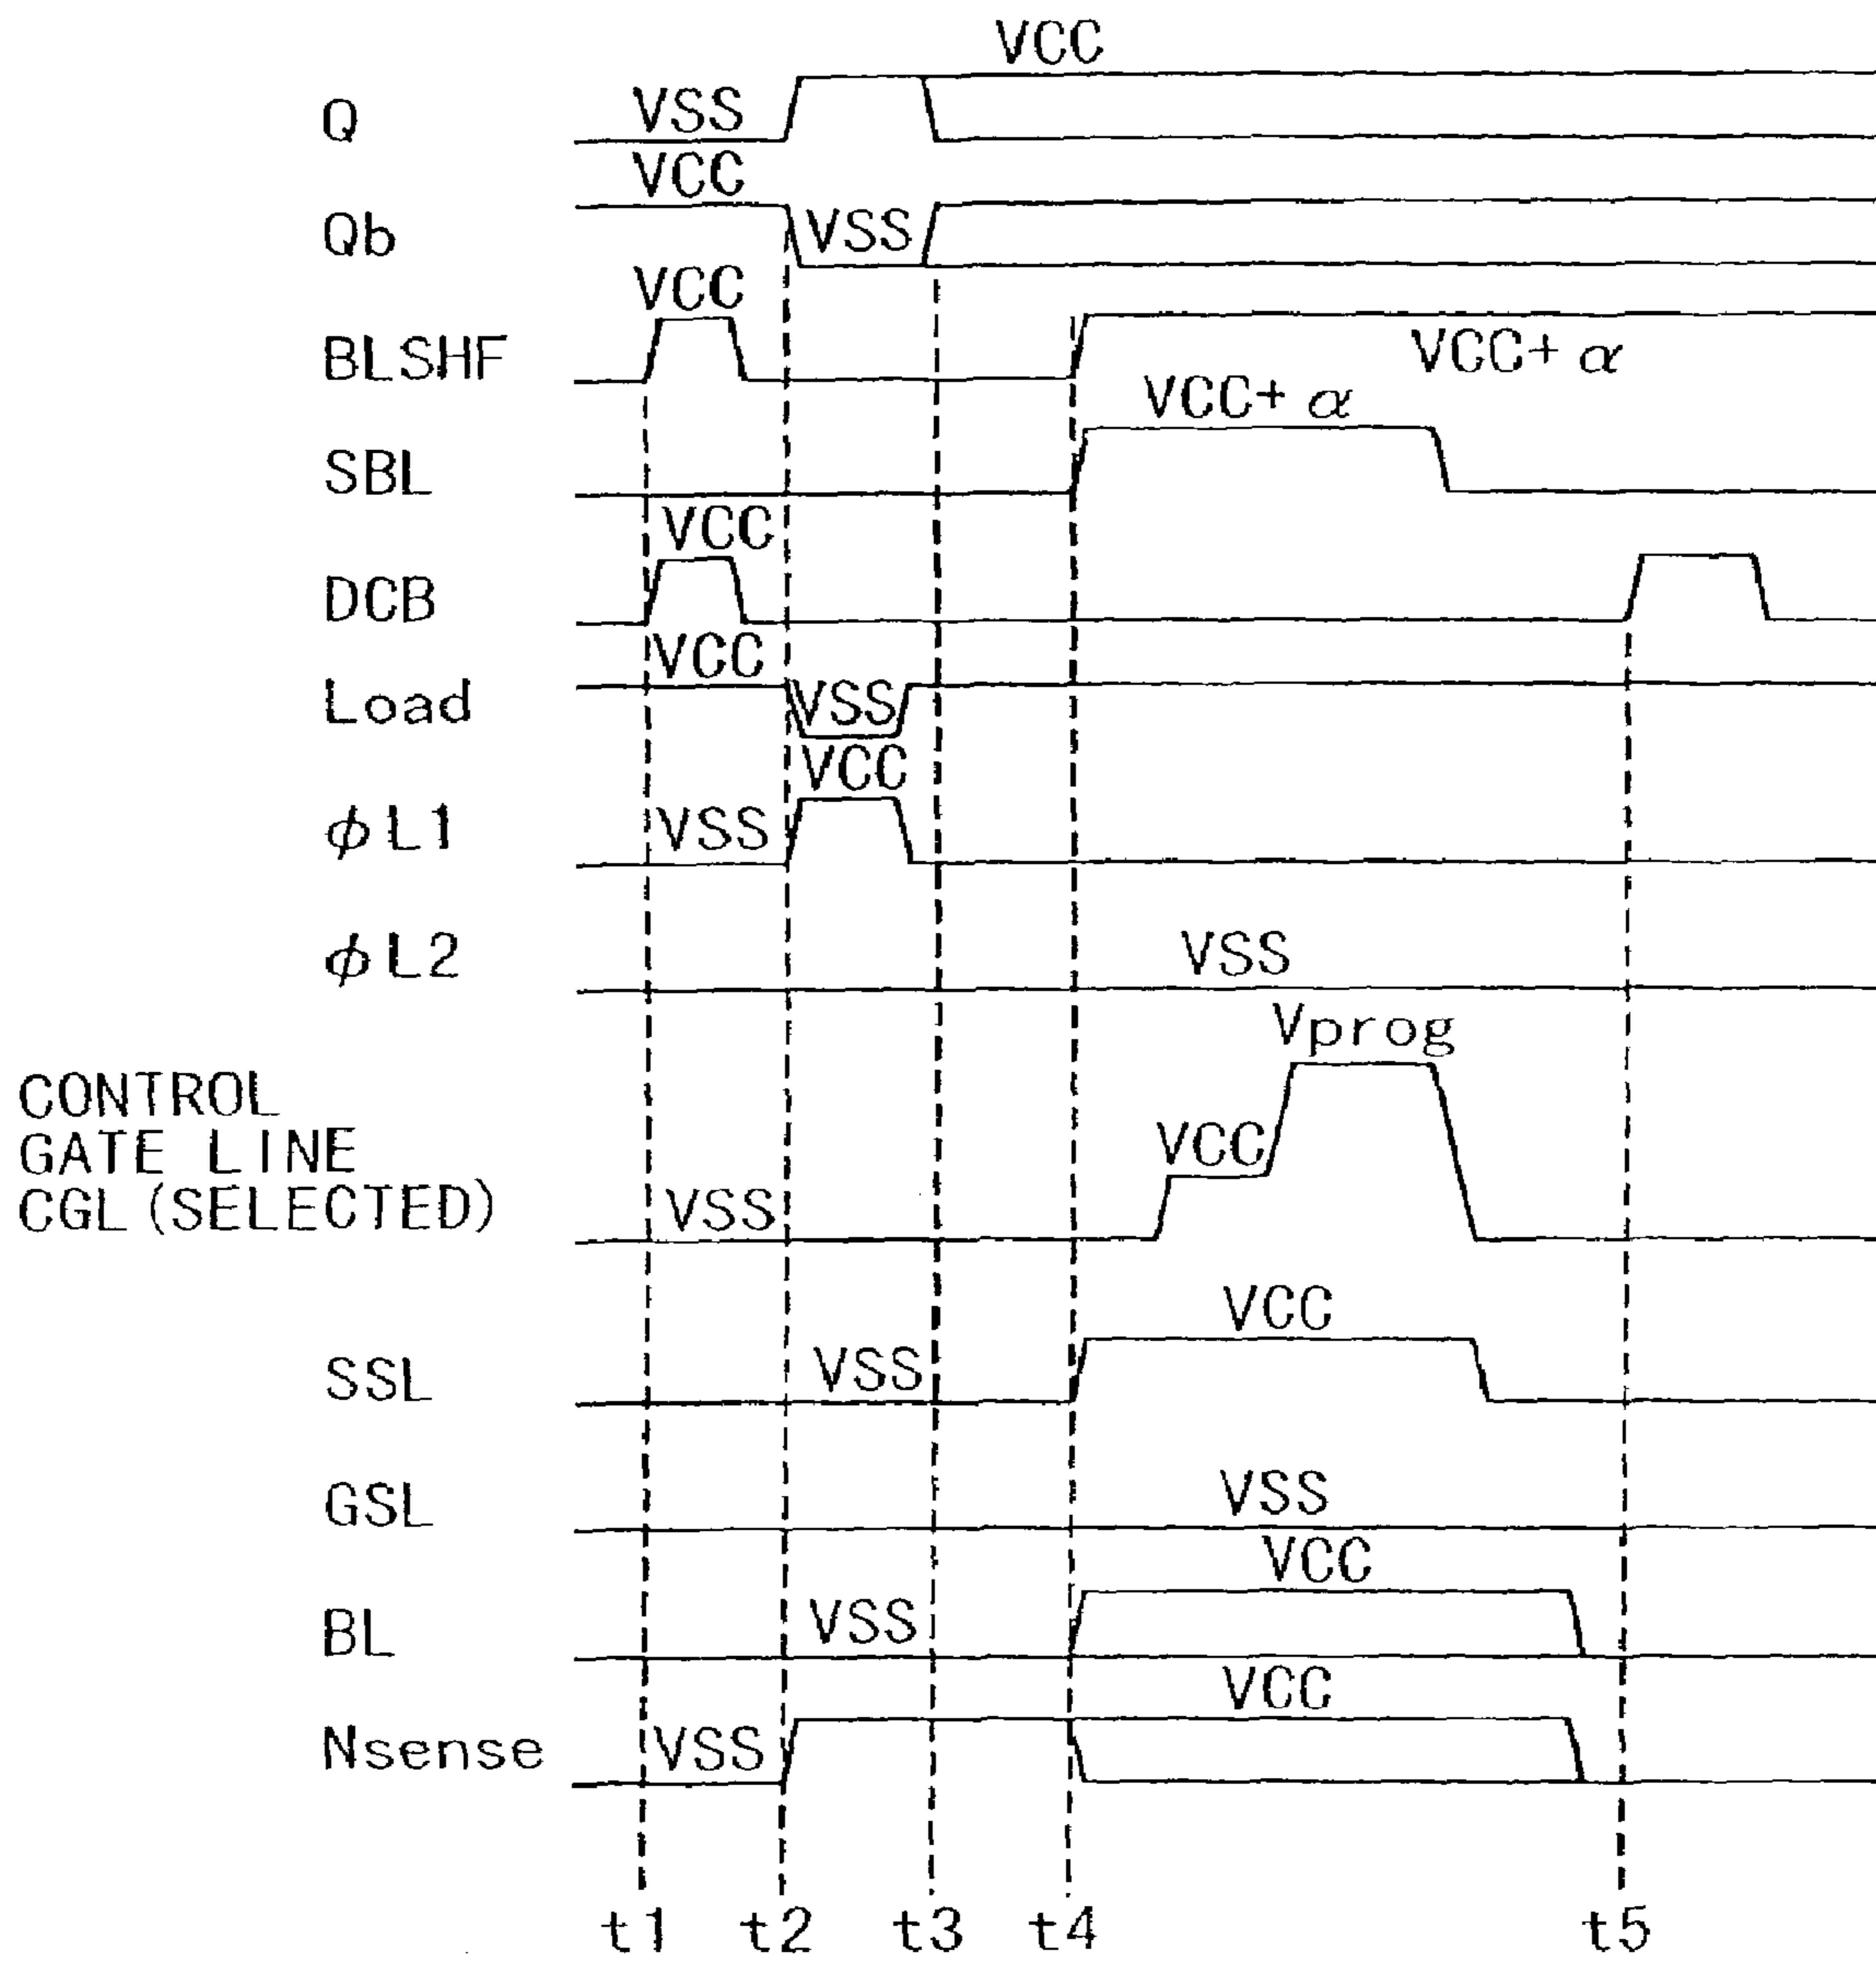 VCC
Q VSS
VCC
Qb VSS
VCC
BLSHF VCC+α
VCC+α
SBL
VCC
DCB
VCC
Load VSS
VCC
φL1 VSS
φL2 VSS
Vprog
CONTROL
GATE LINE VCC
CGL(SELECTED) VSS
VCC
SSL VSS
GSL VSS
VCC
BL VSS
VCC
Nsense VSS
t1 t2 t3 t4 t5